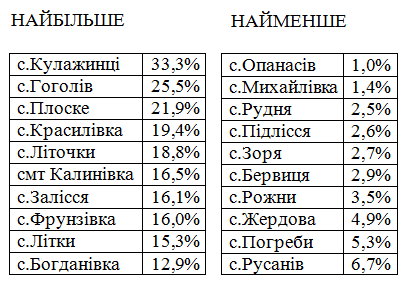 НАЙБІЛЬШЕ
с.Кулажинці 33,3%
с.Гоголів 25,5%
с.Плоске 21,9%
с.Красилівка 19,4%
с.Літочки 18,8%
смт Калинівка 16,5%
с.Залісся 16,1%
с.Фрунзівка 16,0%
с.Літки 15,3%
с.Богданівка 12,9%
НАЙМЕНШЕ
с.Опанасів 1,0%
с.Михайлівка 1,4%
с.Рудня 2,5%
с.Підлісся 2,6%
с.Зоря 2,7%
с.Бервиця 2,9%
с.Рожни 3,5%
с.Жердова 4,9%
с.Погреби 5,3%
с.Русанів 6,7%